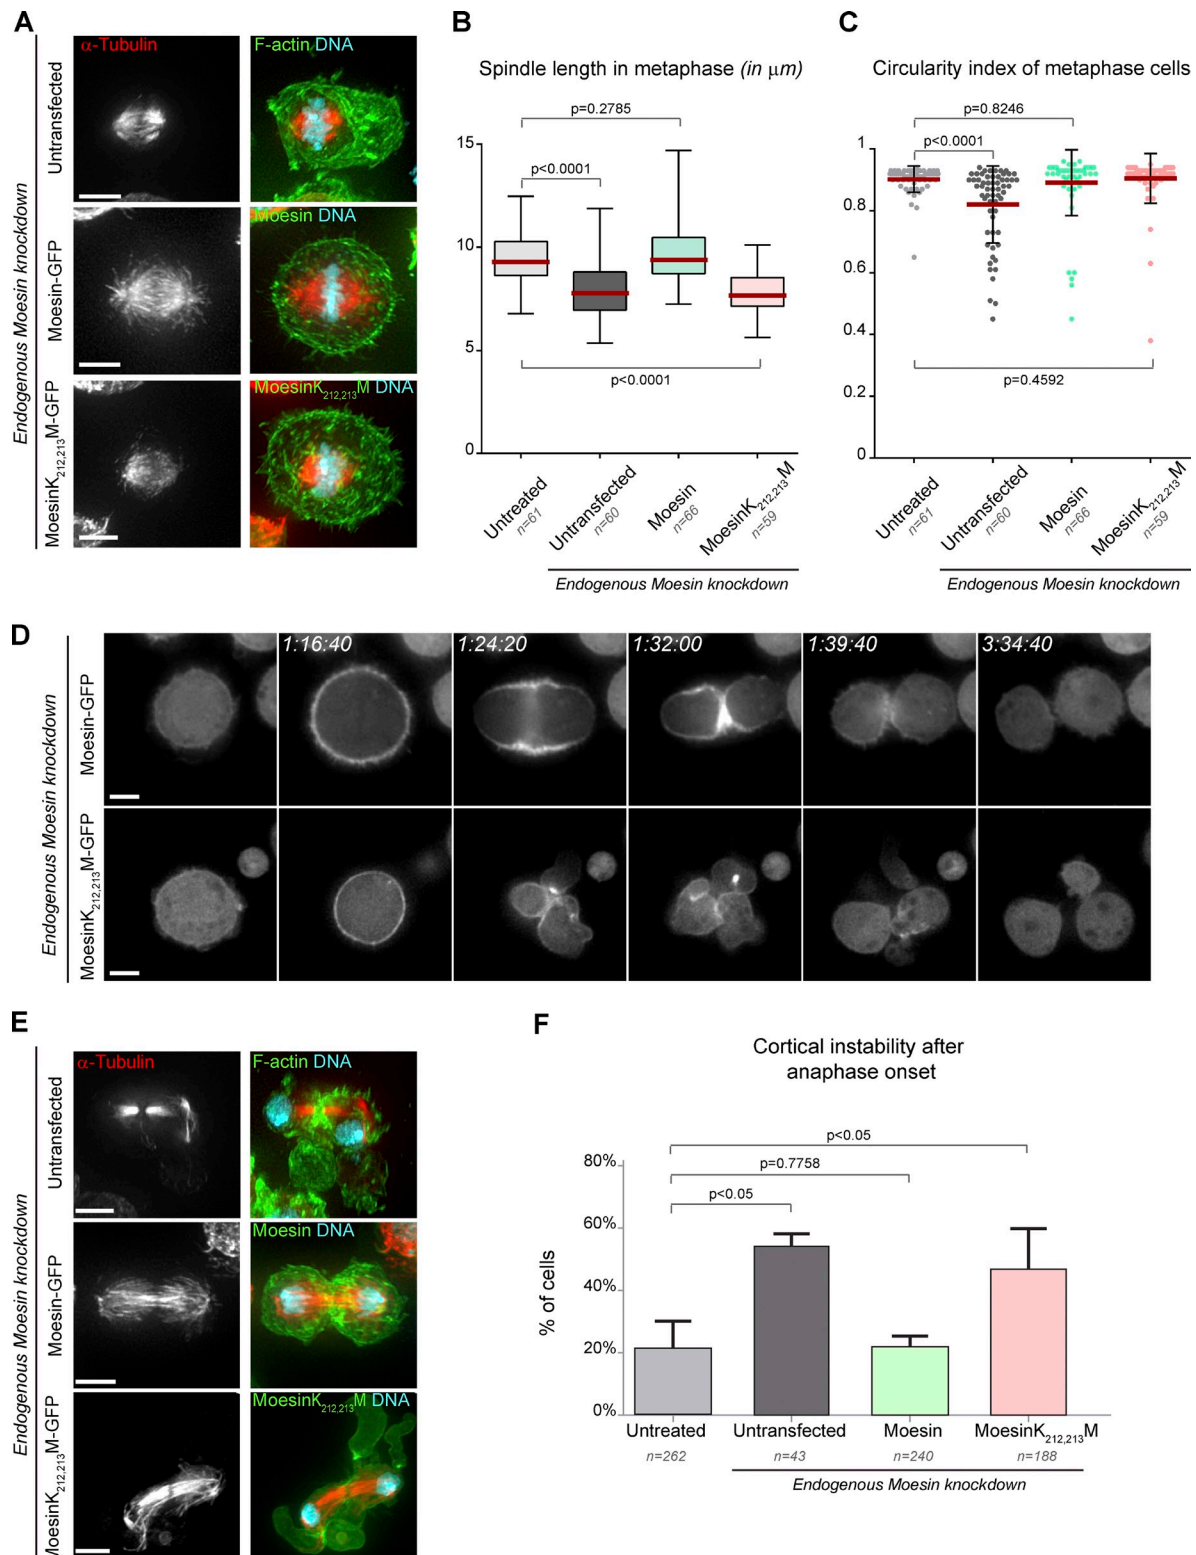 A
Endogenous Moesin knockdown
Untransfected
Moesin-GFP
MoesinK212,213M-GFP
α-Tubulin
F-actin DNA
Moesin DNA
MoesinK212,213M DNA
B
Spindle length in metaphase (in μm)
p=0.2785
p<0.0001
p<0.0001
15
10
5
0
Untreated
n=61
Untransfected
n=60
Moesin
n=66
MoesinK212,213M
n=59
Endogenous Moesin knockdown
C
Circularity index of metaphase cells
p=0.8246
p<0.0001
p=0.4592
1
0.8
0.6
0.4
0.2
0
Untreated
n=61
Untransfected
n=60
Moesin
n=66
MoesinK212,213M
n=59
Endogenous Moesin knockdown
D
Endogenous Moesin knockdown
Moesin-GFP
MoesinK212,213M-GFP
1:16:40
1:24:20
1:32:00
1:39:40
3:34:40
E
Endogenous Moesin knockdown
Untransfected
Moesin-GFP
MoesinK212,213M-GFP
α-Tubulin
F-actin DNA
Moesin DNA
MoesinK212,213M DNA
F
Cortical instability after
anaphase onset
p<0.05
p=0.7758
p<0.05
% of cells
80%
60%
40%
20%
0%
Untreated
n=262
Untransfected
n=43
Moesin
n=240
MoesinK212,213M
n=188
Endogenous Moesin knockdown